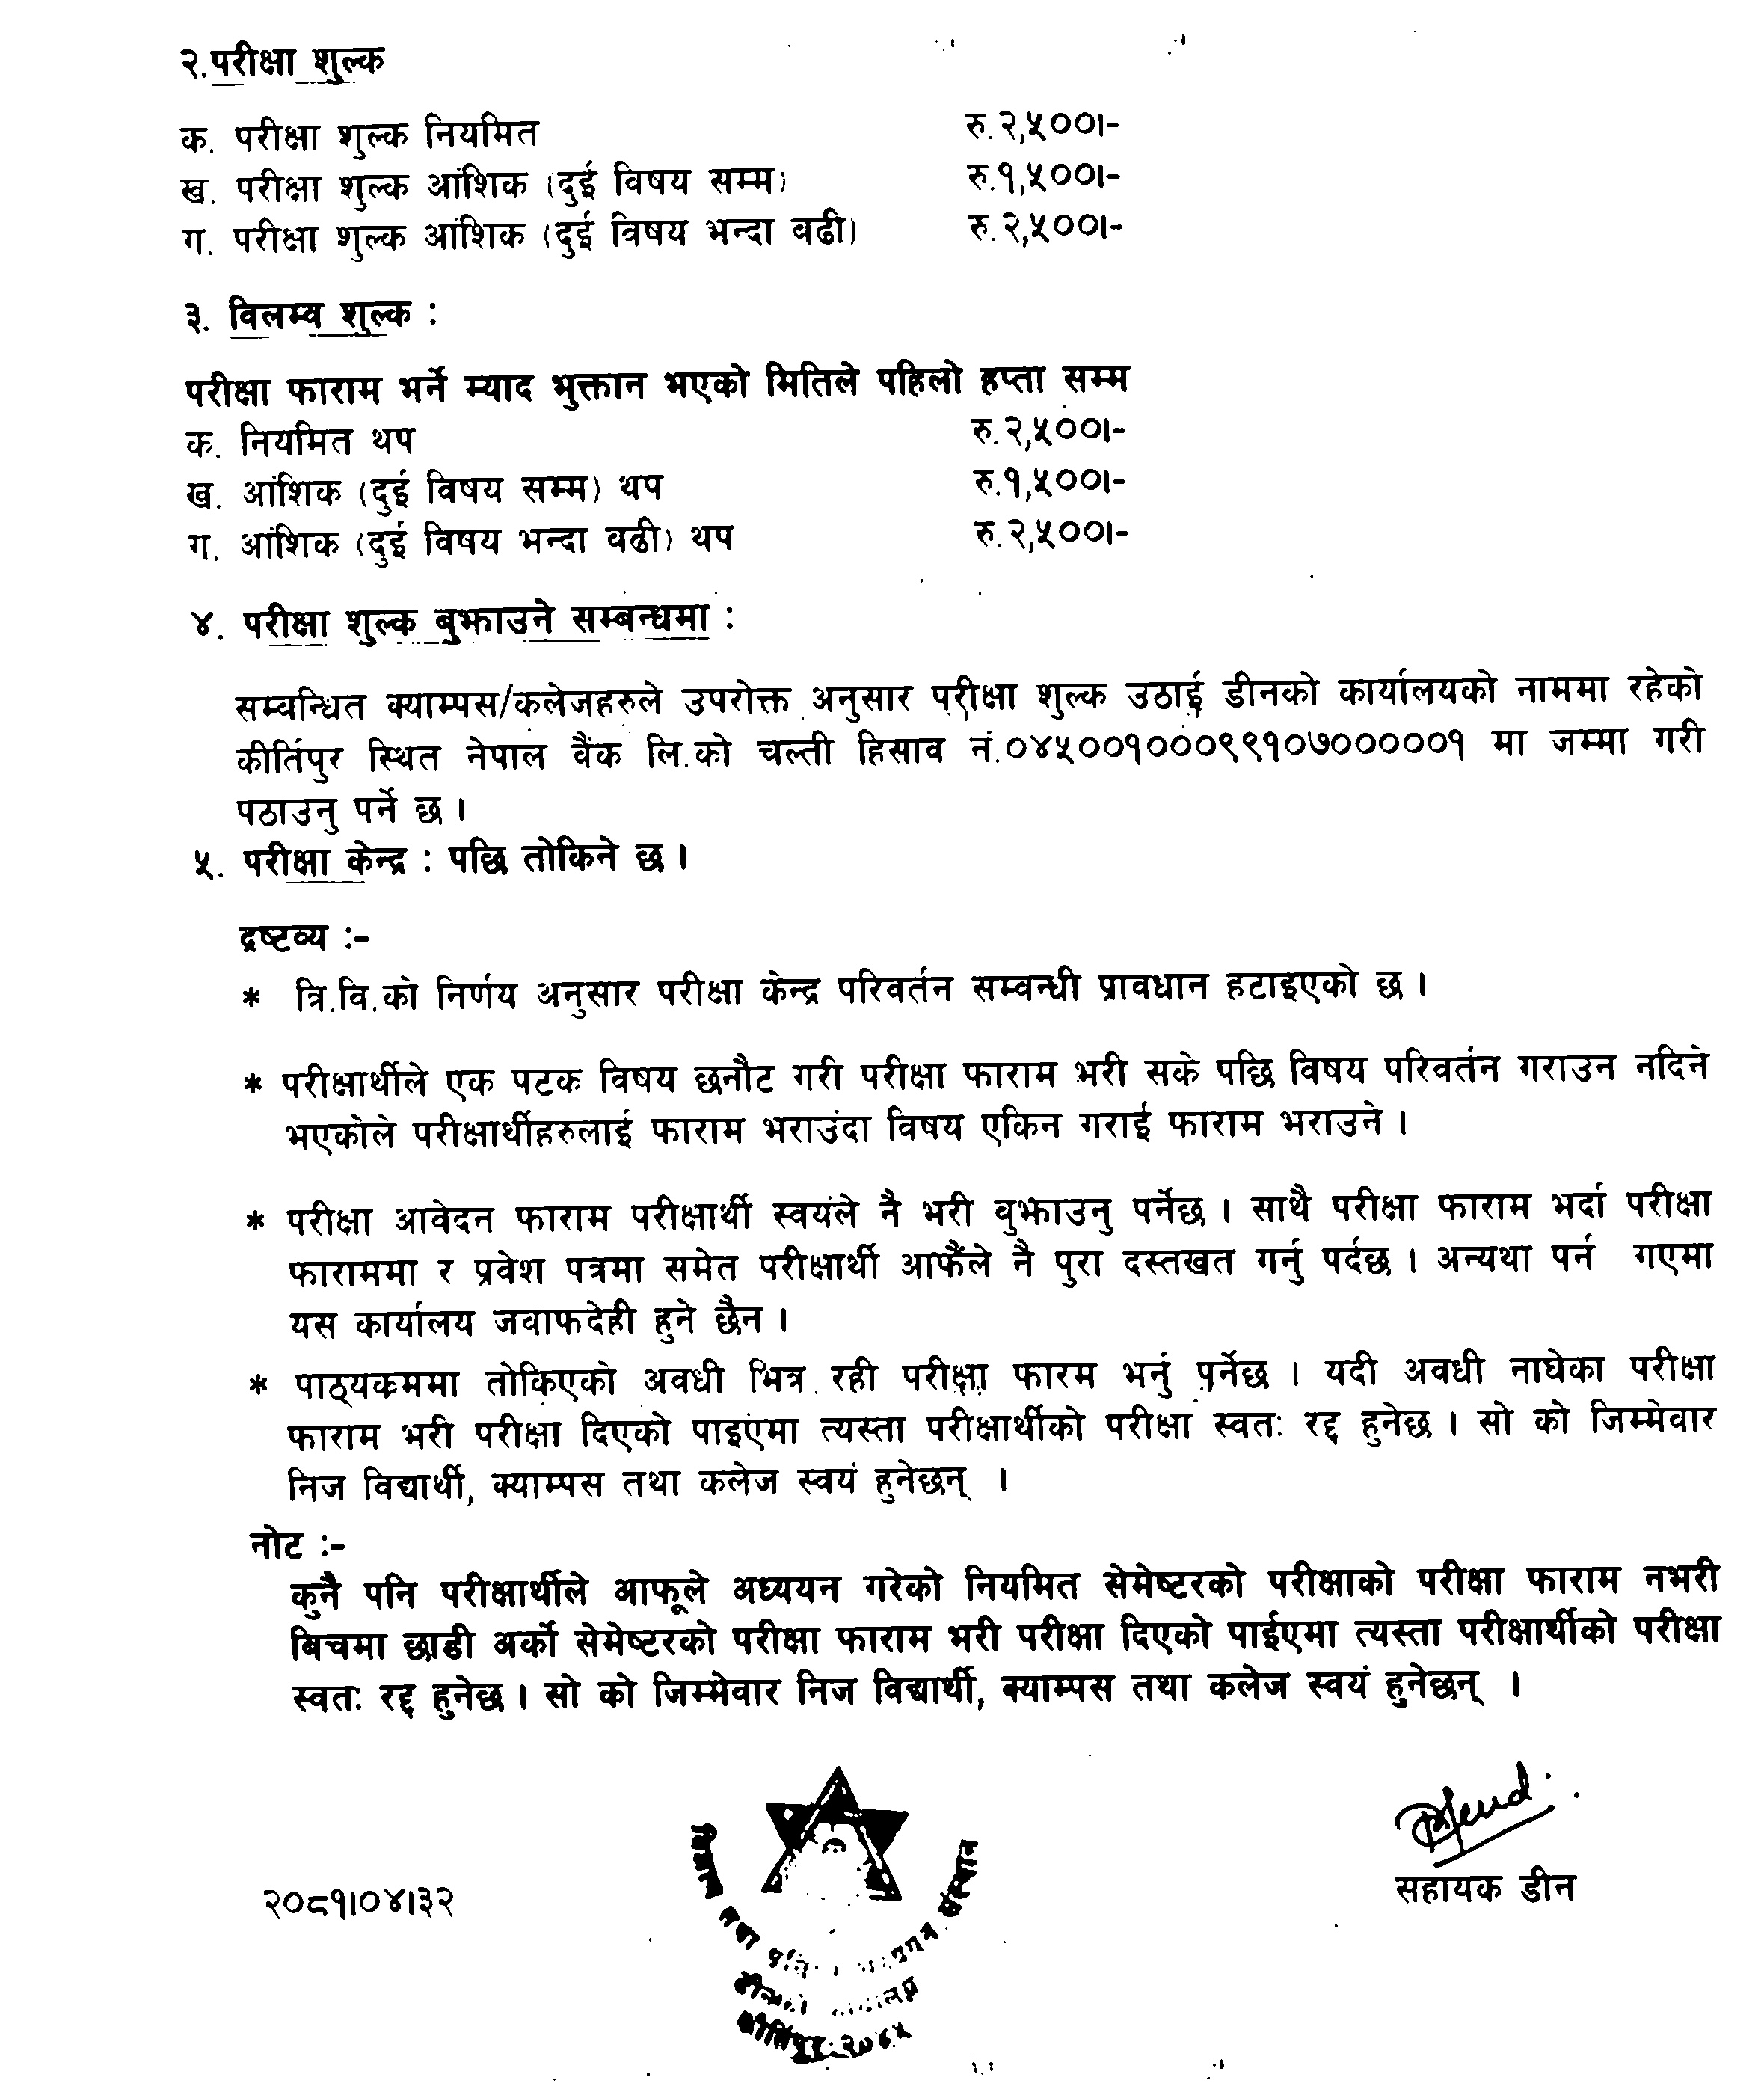 २.परीक्षा शुल्क
क. परीक्षा शुल्क नियमित रु.२,५००।-
ख. परीक्षा शुल्क आंशिक (दुई विषय सम्म) रु.१,५००।-
ग. परीक्षा शुल्क आंशिक (दुई विषय भन्दा वढी) रु.२,५००।-
३. विलम्व शुल्क :
परीक्षा फाराम भर्ने म्याद भुक्तान भएको मितिले पहिलो हप्ता सम्म
क. नियमित थप रु.२,५००।-
ख. आंशिक (दुई विषय सम्म) थप रु.१,५००।-
ग. आंशिक (दुई विषय भन्दा वढी) थप रु.२,५००।-
४. परीक्षा शुल्क बुझाउने सम्बन्धमा :
सम्वन्धित क्याम्पस/कलेजहरुले उपरोक्त अनुसार परीक्षा शुल्क उठाई डीनको कार्यालयको नाममा रहेको
कीर्तिपुर स्थित नेपाल वैंक लि.को चल्ती हिसाव नं.०४५००१०००९९१०७०००००१ मा जम्मा गरी
पठाउनु पर्ने छ ।
५. परीक्षा केन्द्र : पछि तोकिने छ ।
द्रष्टव्य :-
* त्रि.वि.को निर्णय अनुसार परीक्षा केन्द्र परिवर्तन सम्वन्धी प्रावधान हटाइएको छ ।
* परीक्षार्थीले एक पटक विषय छनौट गरी परीक्षा फाराम भरी सके पछि विषय परिवर्तन गराउन नदिने
भएकोले परीक्षार्थीहरुलाई फाराम भराउंदा विषय एकिन गराई फाराम भराउने ।
* परीक्षा आवेदन फाराम परीक्षार्थी स्वयंले नै भरी वुझाउनु पर्नेछ । साथै परीक्षा फाराम भर्दा परीक्षा
फाराममा र प्रवेश पत्रमा समेत परीक्षार्थी आफैंले नै पुरा दस्तखत गर्नु पर्दछ । अन्यथा पर्न गएमा
यस कार्यालय जवाफदेही हुने छैन ।
* पाठ्यकममा तोकिएको अवधी भित्र रही परीक्षा फारम भर्नु पर्नेछ । यदी अवधी नाघेका परीक्षा
फाराम भरी परीक्षा दिएको पाइएमा त्यस्ता परीक्षार्थीको परीक्षा स्वतः रद्द हुनेछ । सो को जिम्मेवार
निज विद्यार्थी, क्याम्पस तथा कलेज स्वयं हुनेछन् ।
नोट :-
कुनै पनि परीक्षार्थीले आफूले अध्ययन गरेको नियमित सेमेष्टरको परीक्षाको परीक्षा फाराम नभरी
बिचमा छाडी अर्को सेमेष्टरको परीक्षा फाराम भरी परीक्षा दिएको पाईएमा त्यस्ता परीक्षार्थीको परीक्षा
स्वतः रद्द हुनेछ । सो को जिम्मेवार निज विद्यार्थी, क्याम्पस तथा कलेज स्वयं हुनेछन् ।
सहायक डीन
२०८१।०४।३२
तथा
कीर्तिपुर